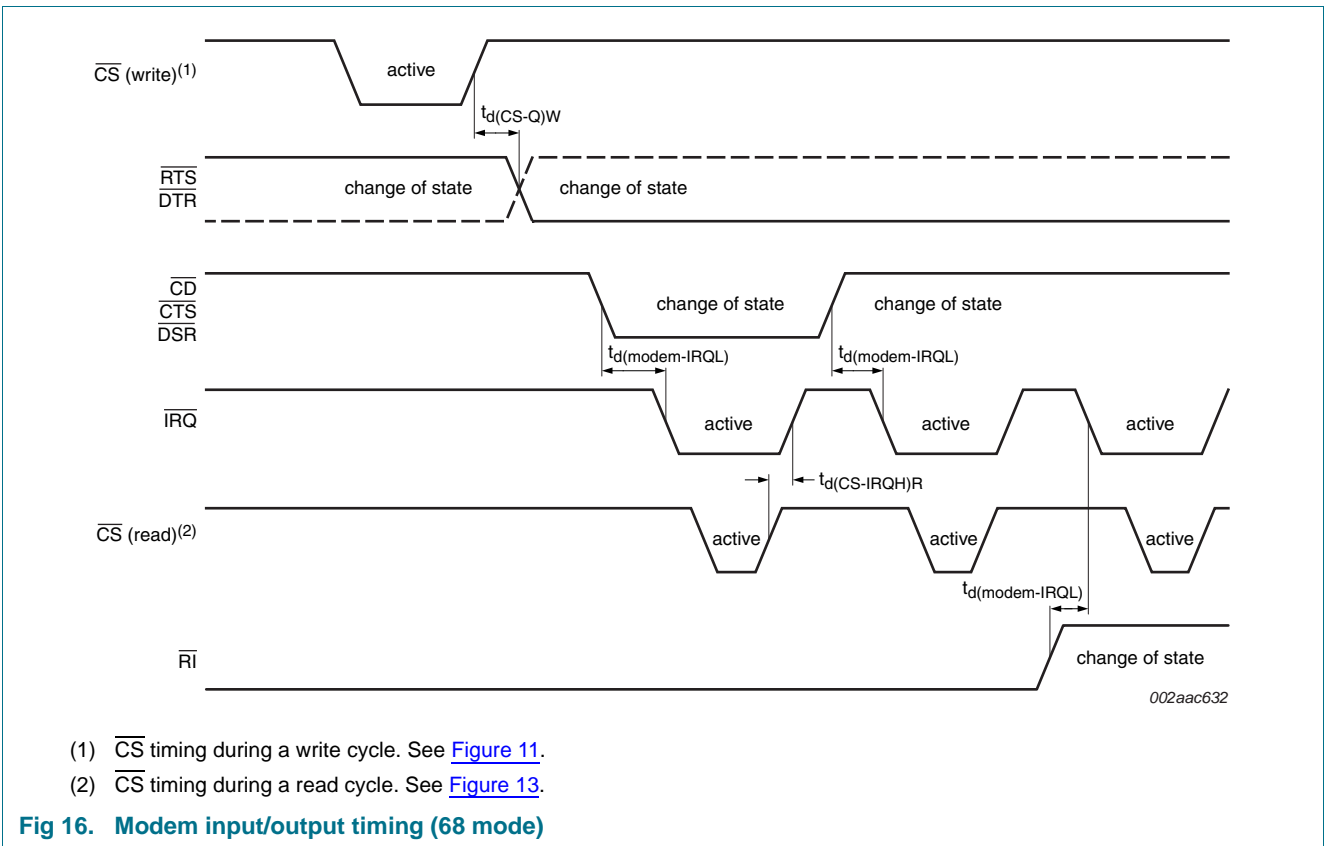 CS (write)(1)
active
td(CS-Q)W
RTS
DTR
change of state
change of state
CD
CTS
DSR
change of state
change of state
td(modem-IRQL)
td(modem-IRQL)
IRQ
active
active
active
td(CS-IRQH)R
CS (read)(2)
active
active
active
td(modem-IRQL)
RI
change of state
002aac632
(1) CS timing during a write cycle. See Figure 11.
(2) CS timing during a read cycle. See Figure 13.
Fig 16. Modem input/output timing (68 mode)